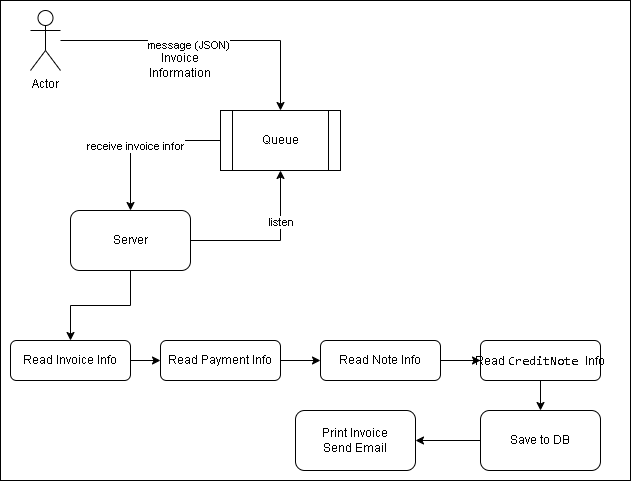 message (JSON)
Invoice
Information
Actor
Queue
receive invoice infor
listen
Server
Read Invoice Info
Read Payment Info
Read Note Info
Read CreditNote Info
Print Invoice
Send Email
Save to DB